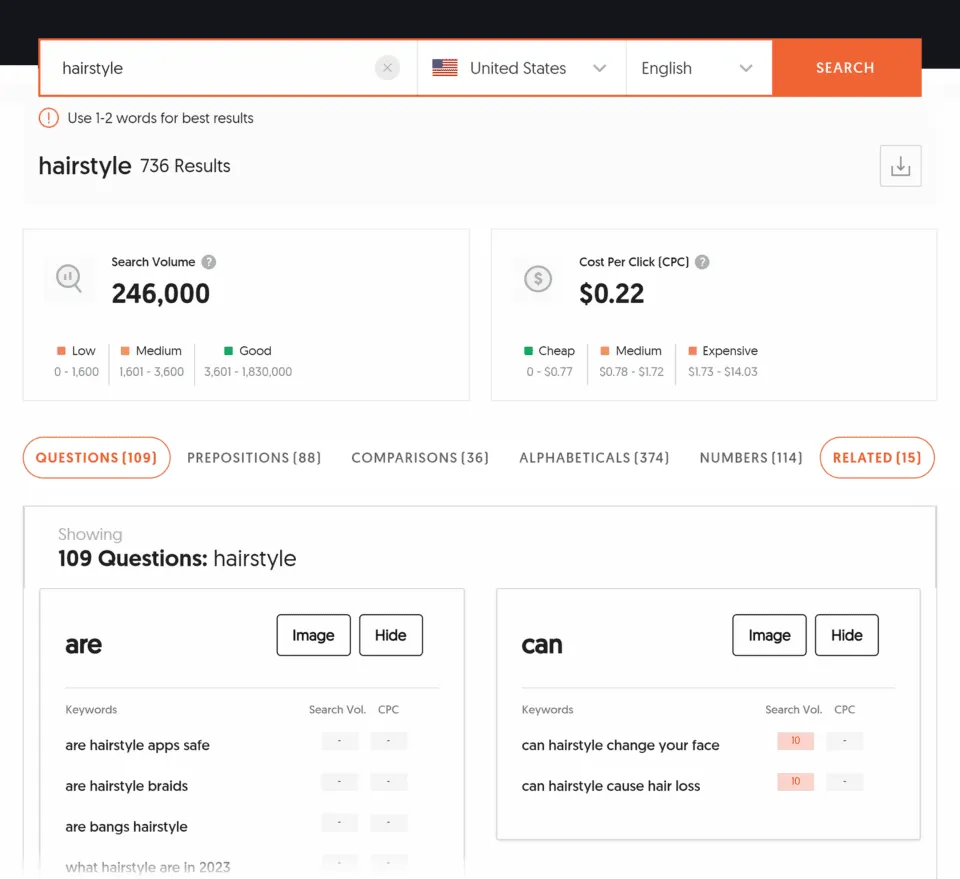 hairstyle
United States
English
SEARCH
Use 1-2 words for best results
hairstyle 736 Results
Search Volume ?
246,000
Low
0 - 1,600
Medium
1,601 - 3,600
Good
3,601 - 1,830,000
$
Cost Per Click (CPC) ?
$0.22
Cheap
0 - $0.77
Medium
$0.78 - $1.72
Expensive
$1.73 - $14.03
QUESTIONS (109) PREPOSITIONS (88) COMPARISONS (36) ALPHABETICALS (374) NUMBERS (114) RELATED (15)
Showing
109 Questions: hairstyle
are
Image Hide
Keywords Search Vol. CPC
are hairstyle apps safe - -
are hairstyle braids - -
are bangs hairstyle - -
what hairstyle are in 2023 - -
can
Image Hide
Keywords Search Vol. CPC
can hairstyle change your face 10 -
can hairstyle cause hair loss 10 -